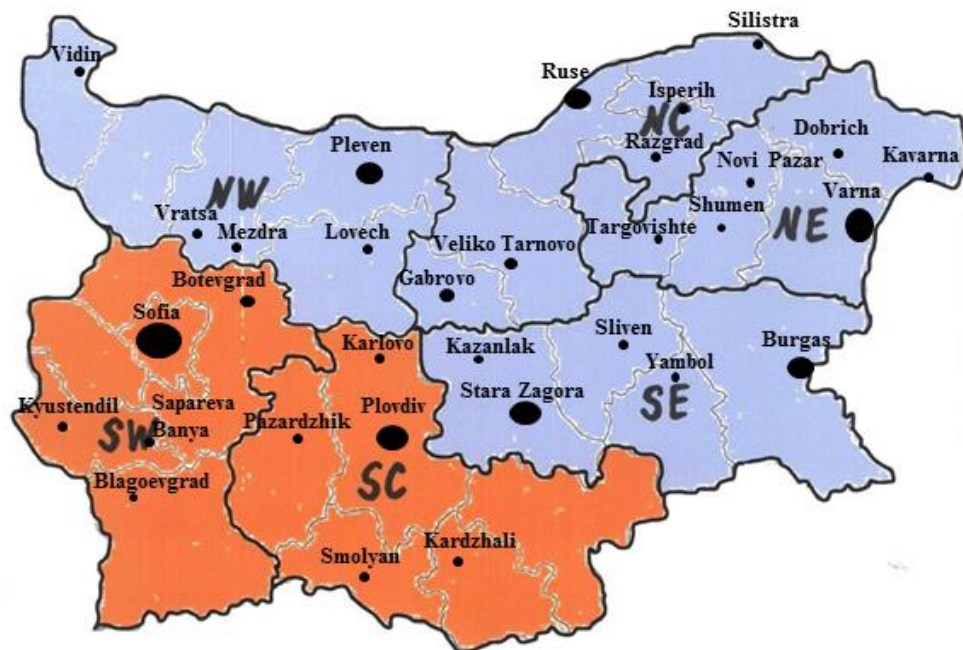 Silistra
Vidin
Ruse
Isperih
NC
Dobrich
Pleven
Razgrad
Novi Pazar
Kavarna
NW
Varna
Vratsa
Shumen
Mezdra
Lovech
Veliko Tarnovo
Targovishte
NE
Botevgrad
Gabrovo
Sofia
Sliven
Karlovo
Kazanlak
Burgas
Yambol
Stara Zagora
SE
Sapareva
Banya
Kyustendil
SW
Pazardzhik
Plovdiv
SC
Blagoevgrad
Smolyan
Kardzhali